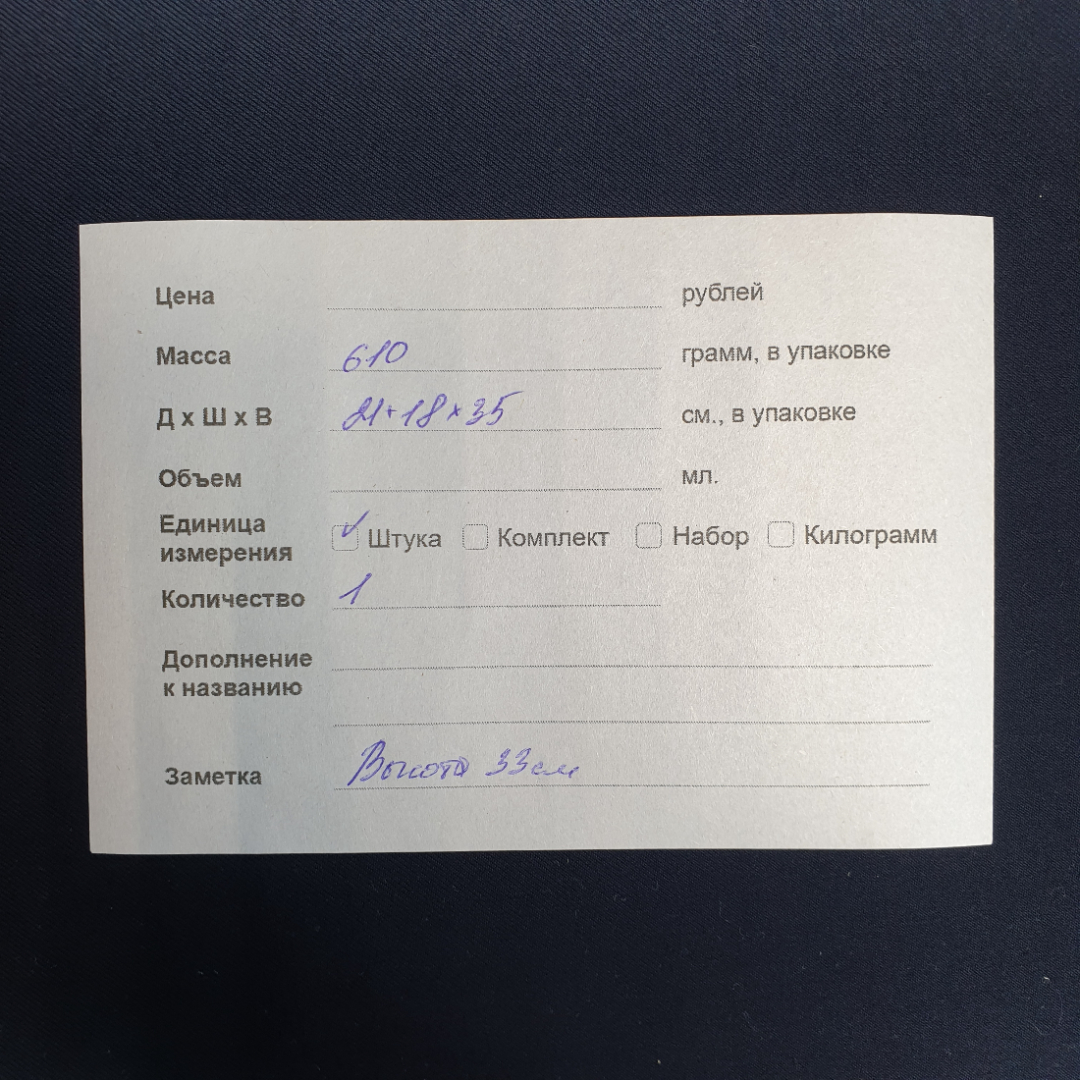 Цена рублей
Масса 610 грамм, в упаковке
Д х Ш х В 21×18×35 см., в упаковке
Объем мл.
Единица измерения ✓ Штука Комплект Набор Килограмм
Количество 1
Дополнение
к названию
Заметка Высота 33см